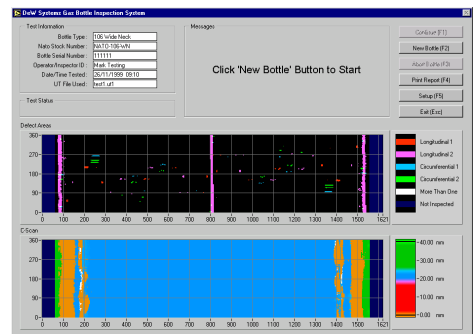 DeW Systems Gas Bottle Inspection System
Test Information
Bottle Type: 106 Wide Neck
Nato Stock Number: NATO-106-WN
Bottle Serial Number: 111111
Operator/Inspector ID: Mark Testing
Date/Time Tested: 26/11/1999 09:10
UT File Used: test1.ut1
Test Status
Messages
Click 'New Bottle' Button to Start
Continue (F1)
New Bottle (F2)
Abort Bottle (F3)
Print Report (F4)
Setup (F5)
Exit (Esc)
Defect Areas
360
270
180
90
0
0 100 200 300 400 500 600 700 800 900 1000 1100 1200 1300 1400 1500 1621
Longitudinal 1
Longitudinal 2
Circumferential 1
Circumferential 2
More Than One
Not Inspected
C-Scan
360
270
180
90
0
0 100 200 300 400 500 600 700 800 900 1000 1100 1200 1300 1400 1500 1621
40.00 mm
30.00 mm
20.00 mm
10.00 mm
0.00 mm